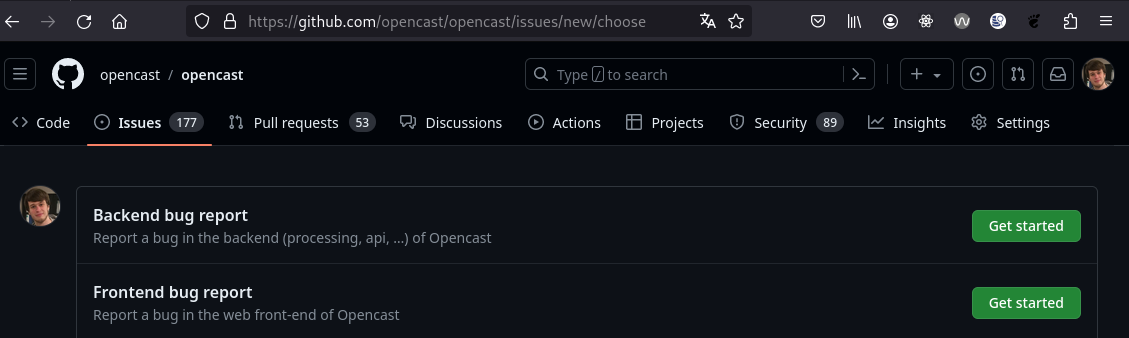 https://github.com/opencast/opencast/issues/new/choose
opencast / opencast
Type / to search
Code
Issues 177
Pull requests 53
Discussions
Actions
Projects
Security 89
Insights
Settings
Backend bug report
Report a bug in the backend (processing, api, ...) of Opencast
Get started
Frontend bug report
Report a bug in the web front-end of Opencast
Get started